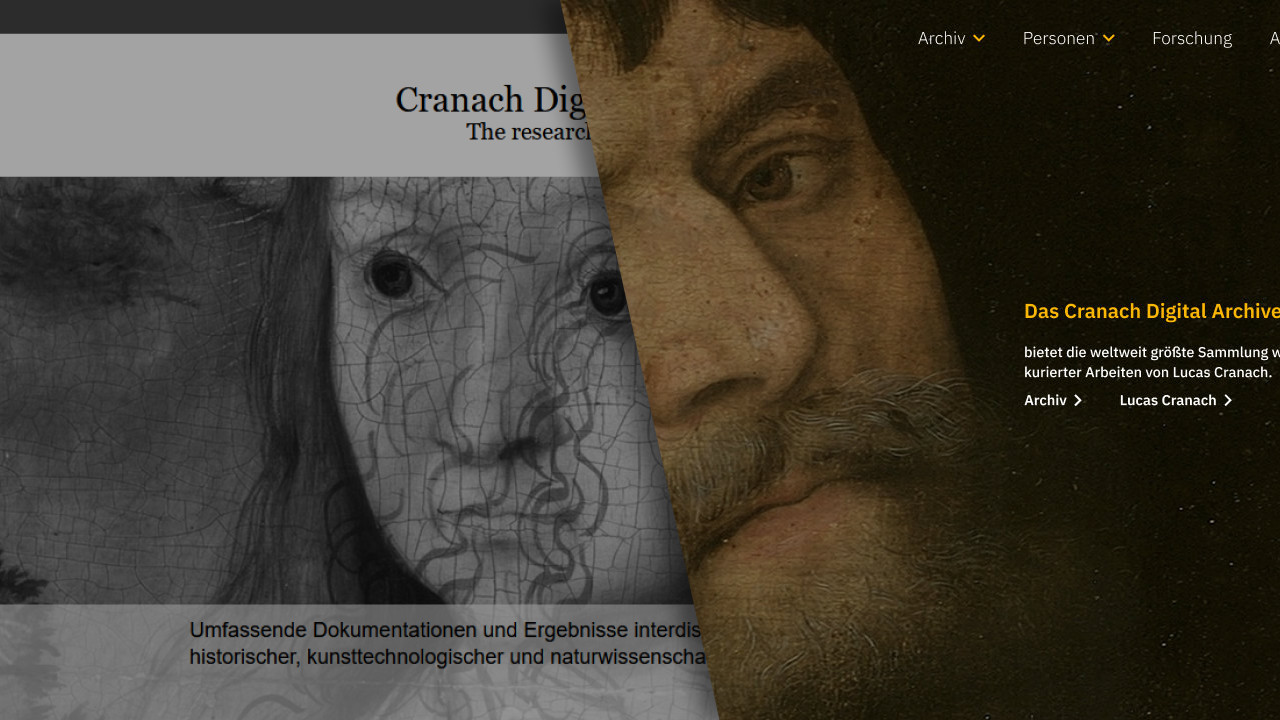 Cranach Dig
The research
Umfassende Dokumentationen und Ergebnisse interdis
historischer, kunsttechnologischer und naturwissenscha
Archiv
Personen
Forschung
A
Das Cranach Digital Archive
bietet die weltweit größte Sammlung w
kurierter Arbeiten von Lucas Cranach.
Archiv
Lucas Cranach